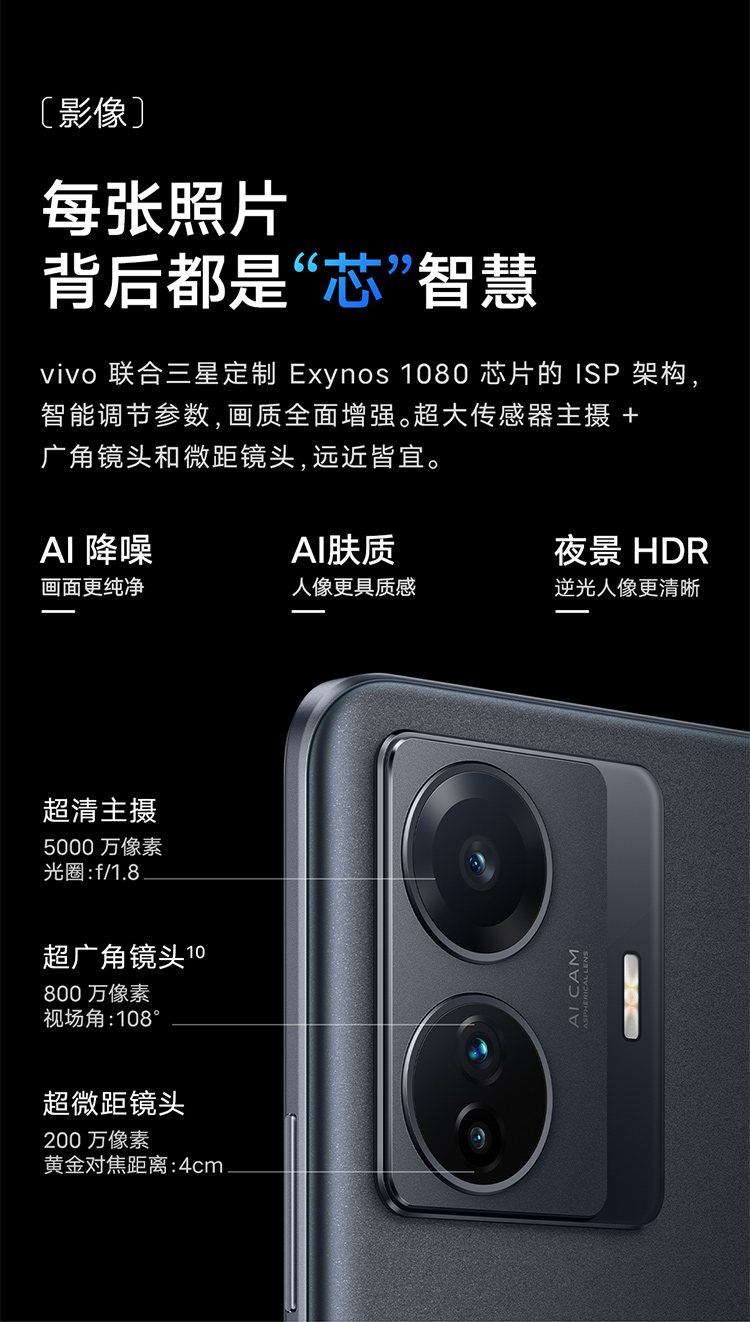 〔影像〕
每张照片
背后都是“芯”智慧
vivo 联合三星定制 Exynos 1080 芯片的 ISP 架构，
智能调节参数，画质全面增强。超大传感器主摄 +
广角镜头和微距镜头，远近皆宜。
AI 降噪
画面更纯净
AI肤质
人像更具质感
夜景 HDR
逆光人像更清晰
超清主摄
5000 万像素
光圈：f/1.8
超广角镜头10
800 万像素
视场角：108°
超微距镜头
200 万像素
黄金对焦距离：4cm
AI CAM
ASPHERICAL LENS